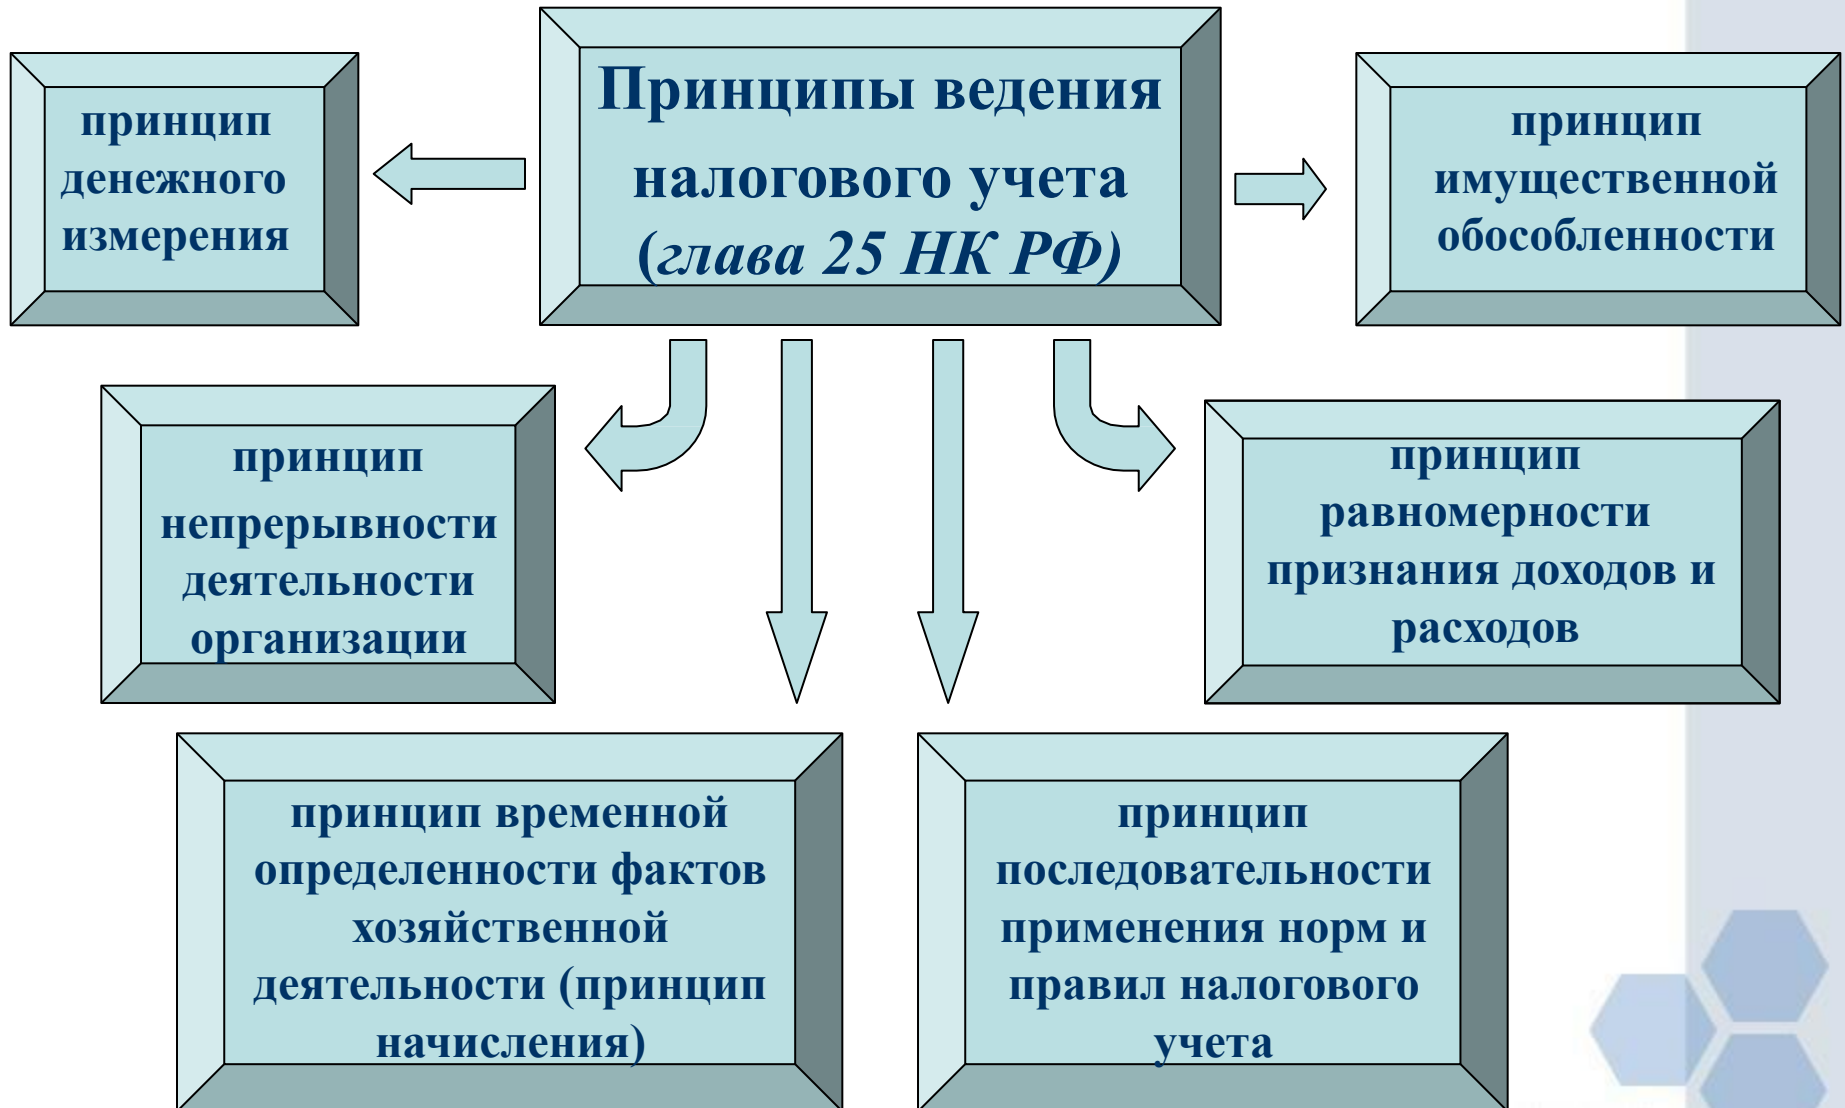 Принципы ведения
налогового учета
(глава 25 НК РФ)
принцип
денежного
измерения
принцип
имущественной
обособленности
принцип
непрерывности
деятельности
организации
принцип
равномерности
признания доходов и
расходов
принцип временной
определенности фактов
хозяйственной
деятельности (принцип
начисления)
принцип
последовательности
применения норм и
правил налогового
учета